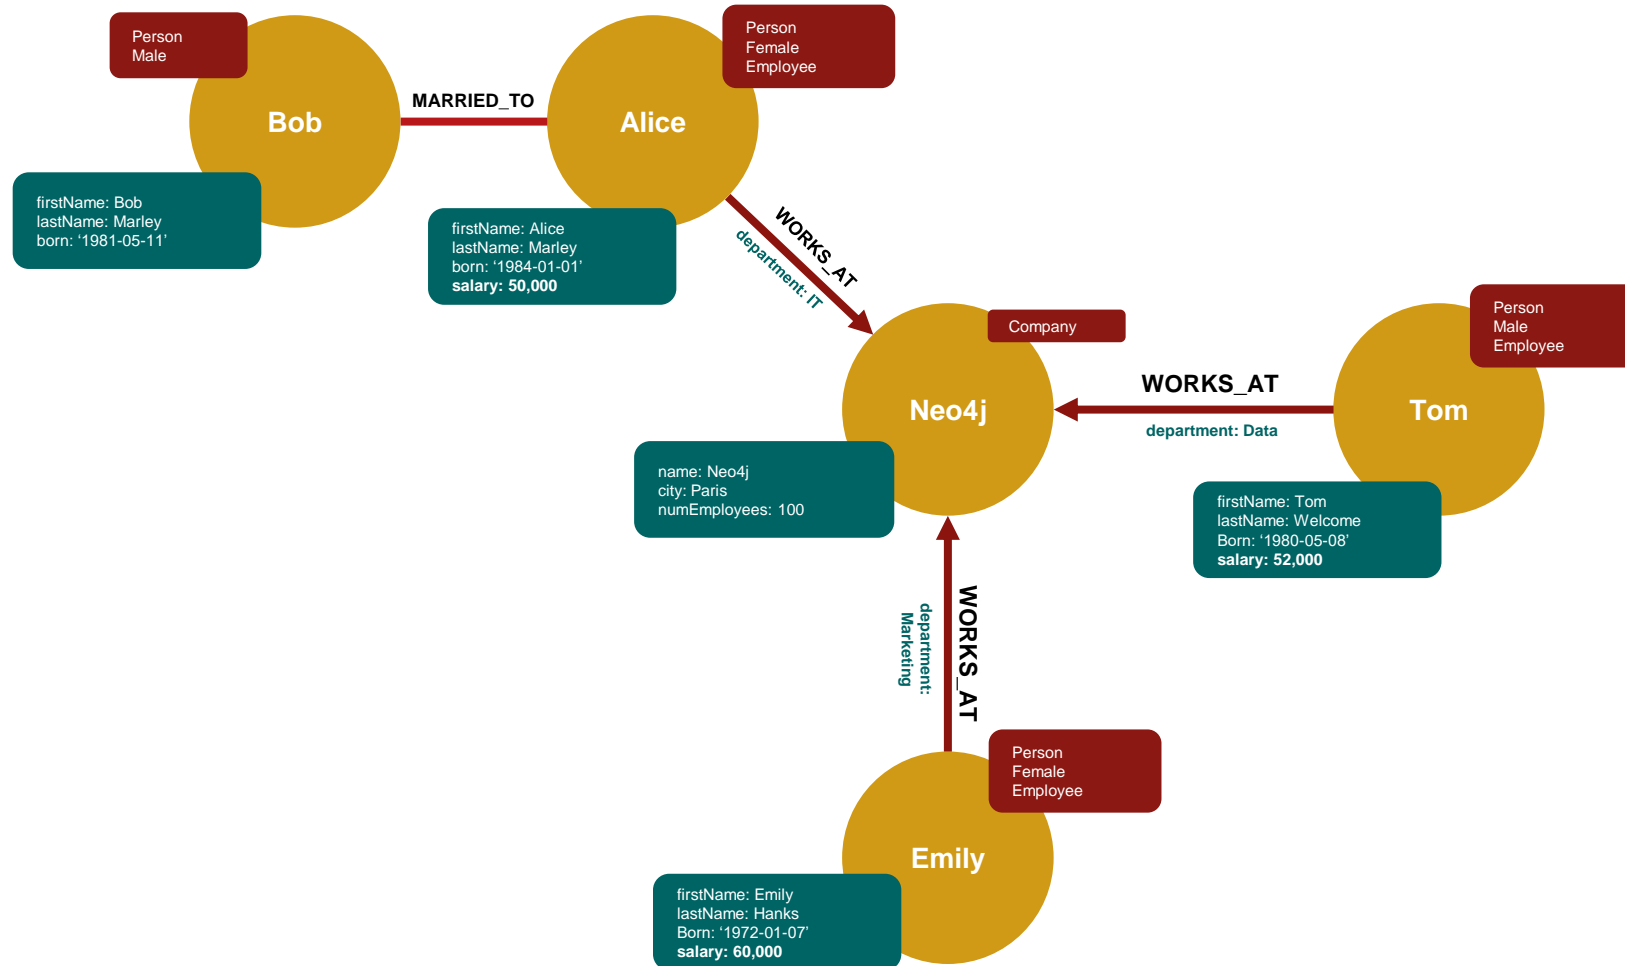 Person
Male
Bob
firstName: Bob
lastName: Marley
born: ‘1981-05-11’
MARRIED_TO
Person
Female
Employee
Alice
firstName: Alice
lastName: Marley
born: ‘1984-01-01’
salary: 50,000
WORKS_AT
department: IT
Company
Neo4j
name: Neo4j
city: Paris
numEmployees: 100
WORKS_AT
department: Data
Person
Male
Employee
Tom
firstName: Tom
lastName: Welcome
Born: ‘1980-05-08’
salary: 52,000
WORKS_AT
department:
Marketing
Person
Female
Employee
Emily
firstName: Emily
lastName: Hanks
Born: ‘1972-01-07’
salary: 60,000